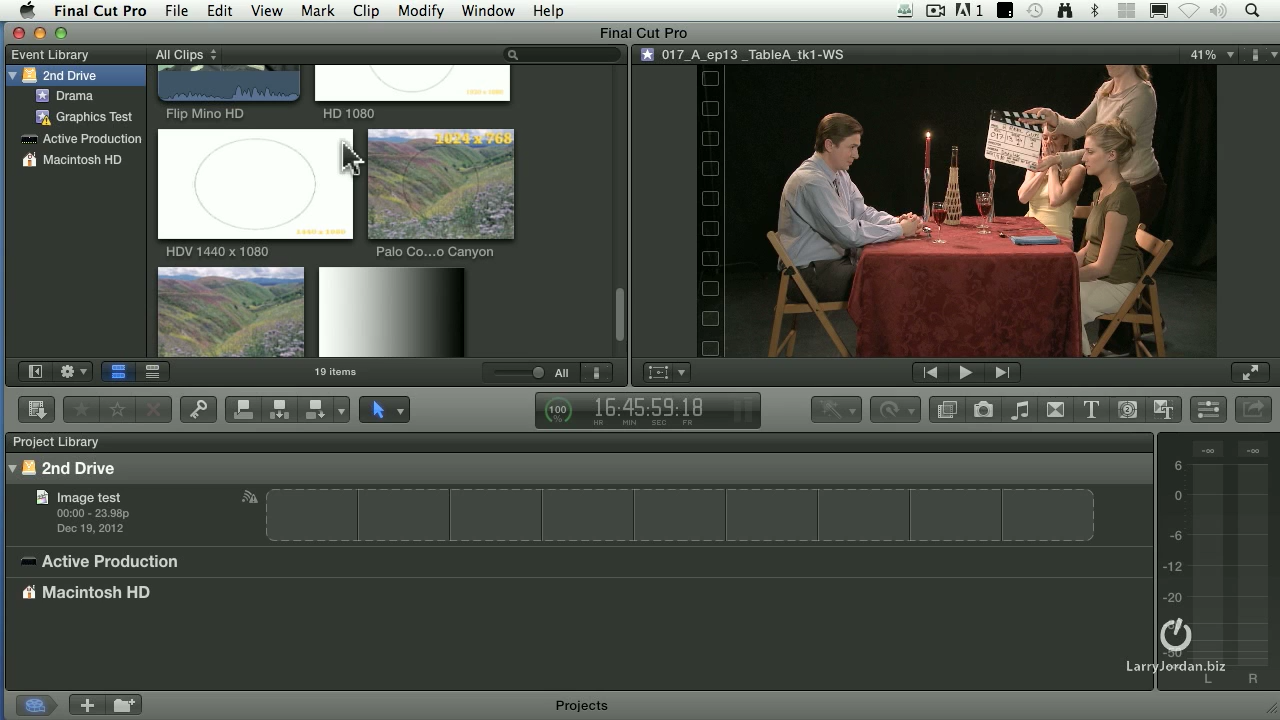 Final Cut Pro File Edit View Mark Clip Modify Window Help 1
Final Cut Pro
Event Library
All Clips
017_A_ep13 _TableA_tk1-WS
41%
2nd Drive
Drama
Graphics Test
Active Production
Macintosh HD
Flip Mino HD
HD 1080
1024 x 768
HDV 1440 x 1080
Palo Co...o Canyon
19 items
All
100
%
16:45:59:18
HR MIN SEC FR
T
2
T
Project Library
2nd Drive
Image test
00:00 - 23.98p
Dec 19, 2012
Active Production
Macintosh HD
-∞ -∞
6
0
-6
-12
-20
-50
LarryJordan.biz
L R
Projects